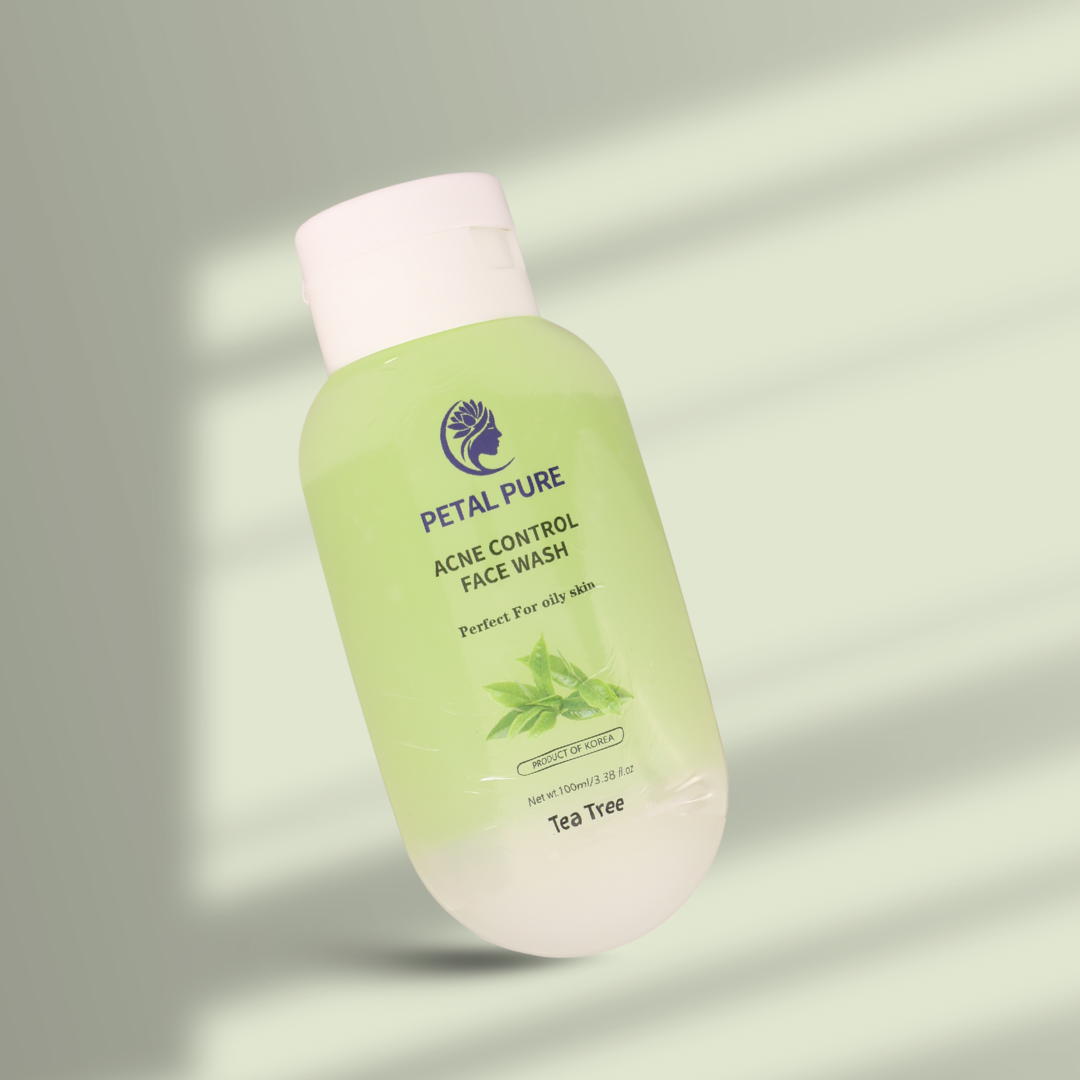 PETAL PURE
ACNE CONTROL
FACE WASH
Perfect For oily skin
PRODUCT OF KOREA
Net wt.100ml/3.38 fl.oz
Tea Tree